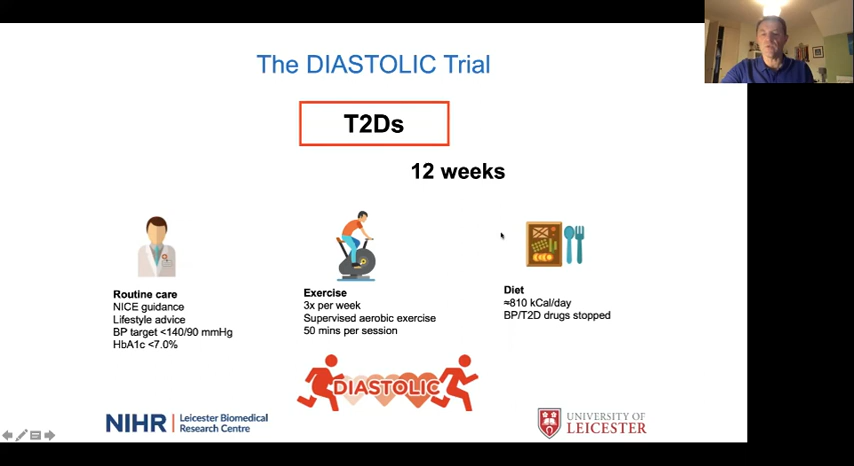 The DIASTOLIC Trial
T2Ds
12 weeks
Routine care
NICE guidance
Lifestyle advice
BP target <140/90 mmHg
HbA1c <7.0%
Exercise
3x per week
Supervised aerobic exercise
50 mins per session
Diet
≈810 kCal/day
BP/T2D drugs stopped
DIASTOLIC
NIHR
Leicester Biomedical
Research Centre
UNIVERSITY OF
LEICESTER